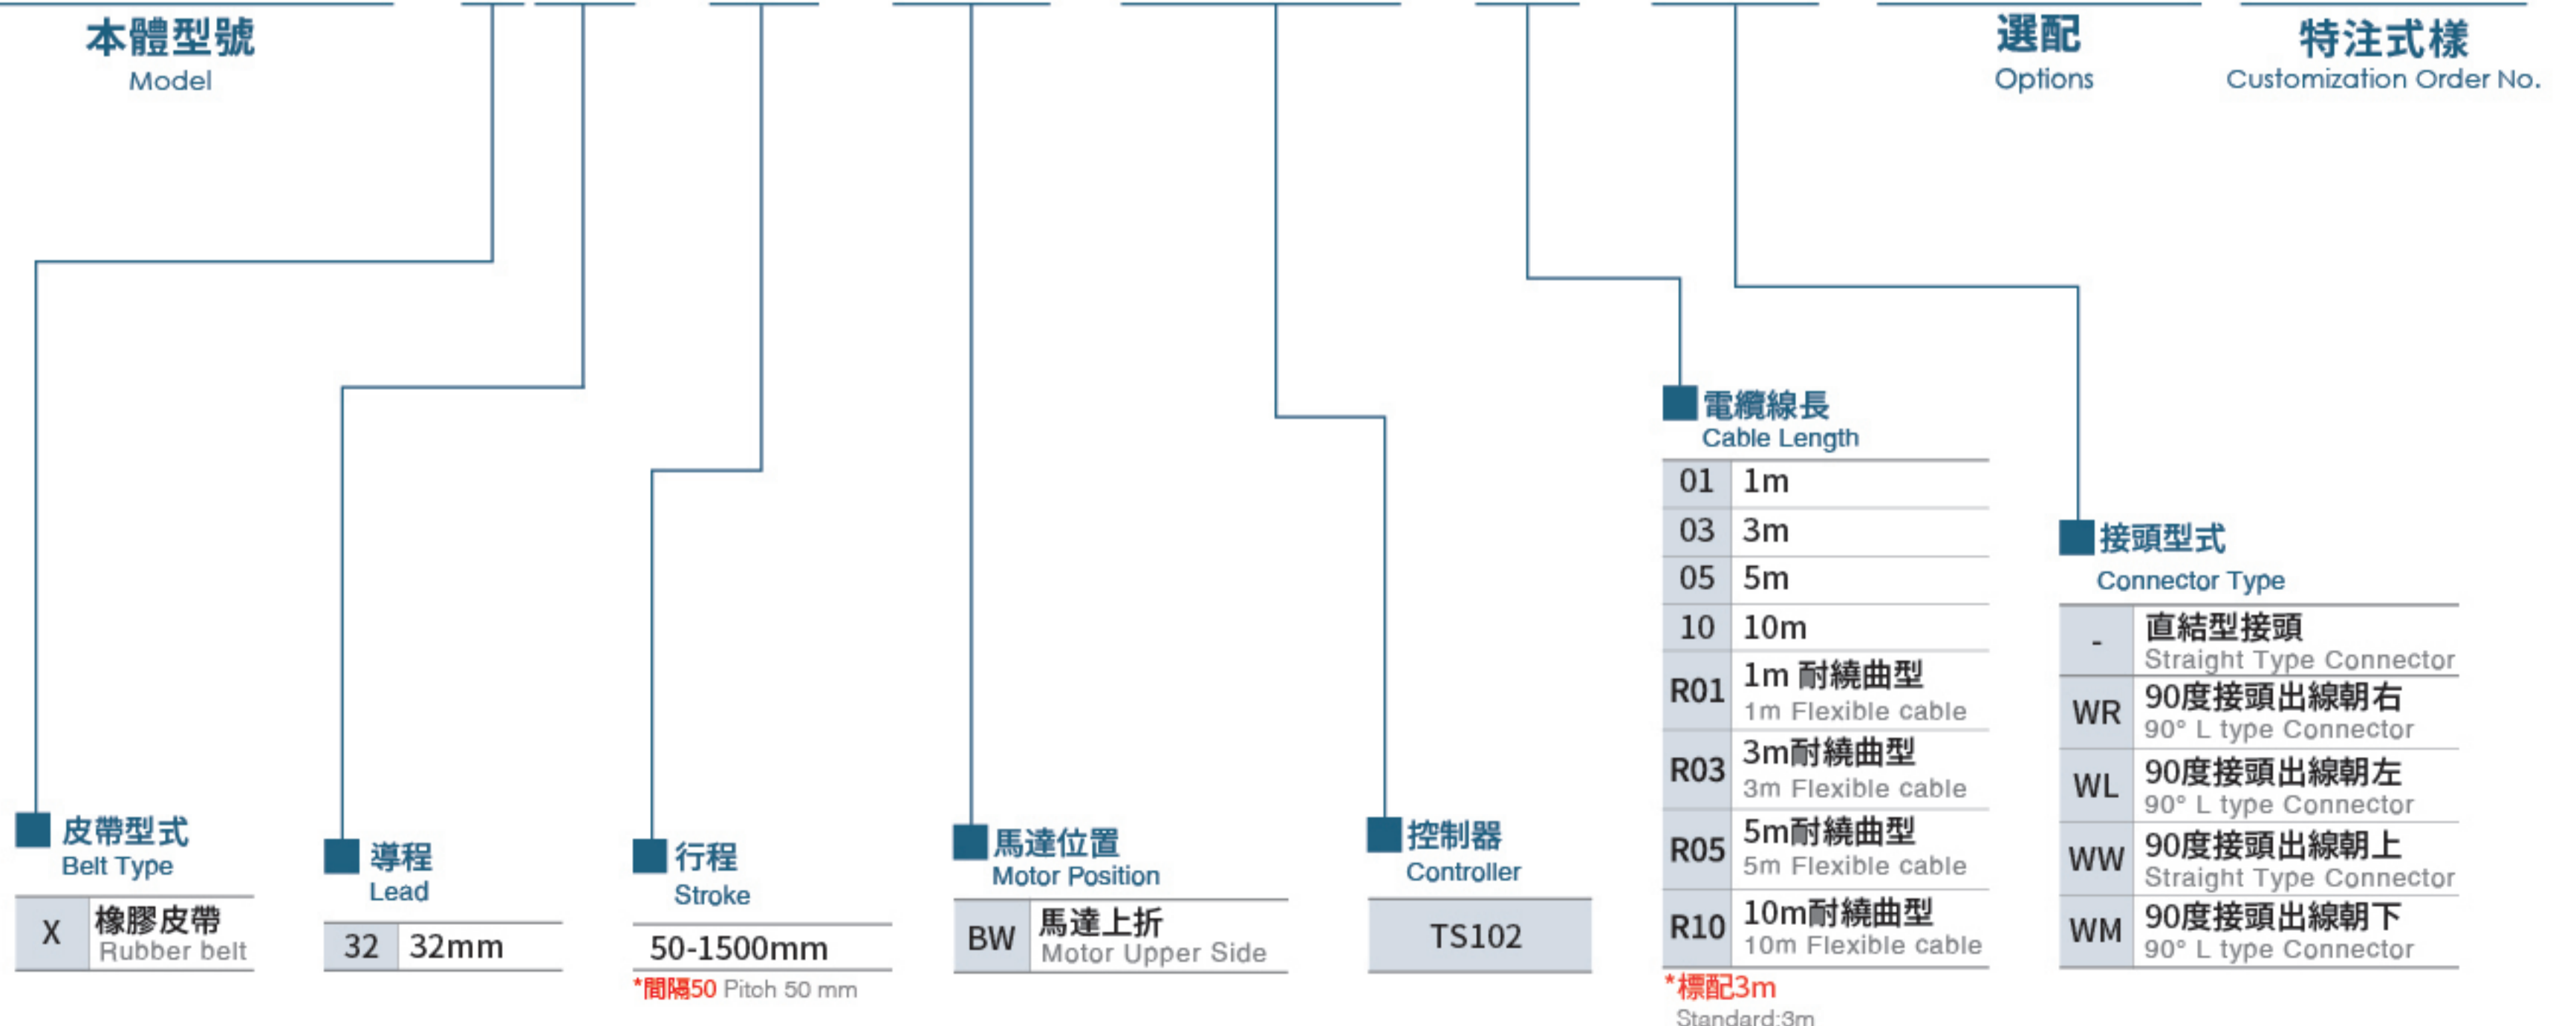 本體型號
Model
選配
Options
特注式樣
Customization Order No.
皮帶型式
Belt Type
X 橡膠皮帶
Rubber belt
導程
Lead
32 32mm
行程
Stroke
50-1500mm
*間隔50 Pitch 50 mm
馬達位置
Motor Position
BW 馬達上折
Motor Upper Side
控制器
Controller
TS102
電纜線長
Cable Length
01 1m
03 3m
05 5m
10 10m
R01 1m 耐繞曲型
1m Flexible cable
R03 3m耐繞曲型
3m Flexible cable
R05 5m耐繞曲型
5m Flexible cable
R10 10m耐繞曲型
10m Flexible cable
*標配3m
Standard:3m
接頭型式
Connector Type
- 直結型接頭
Straight Type Connector
WR 90度接頭出線朝右
90° L type Connector
WL 90度接頭出線朝左
90° L type Connector
WW 90度接頭出線朝上
Straight Type Connector
WM 90度接頭出線朝下
90° L type Connector